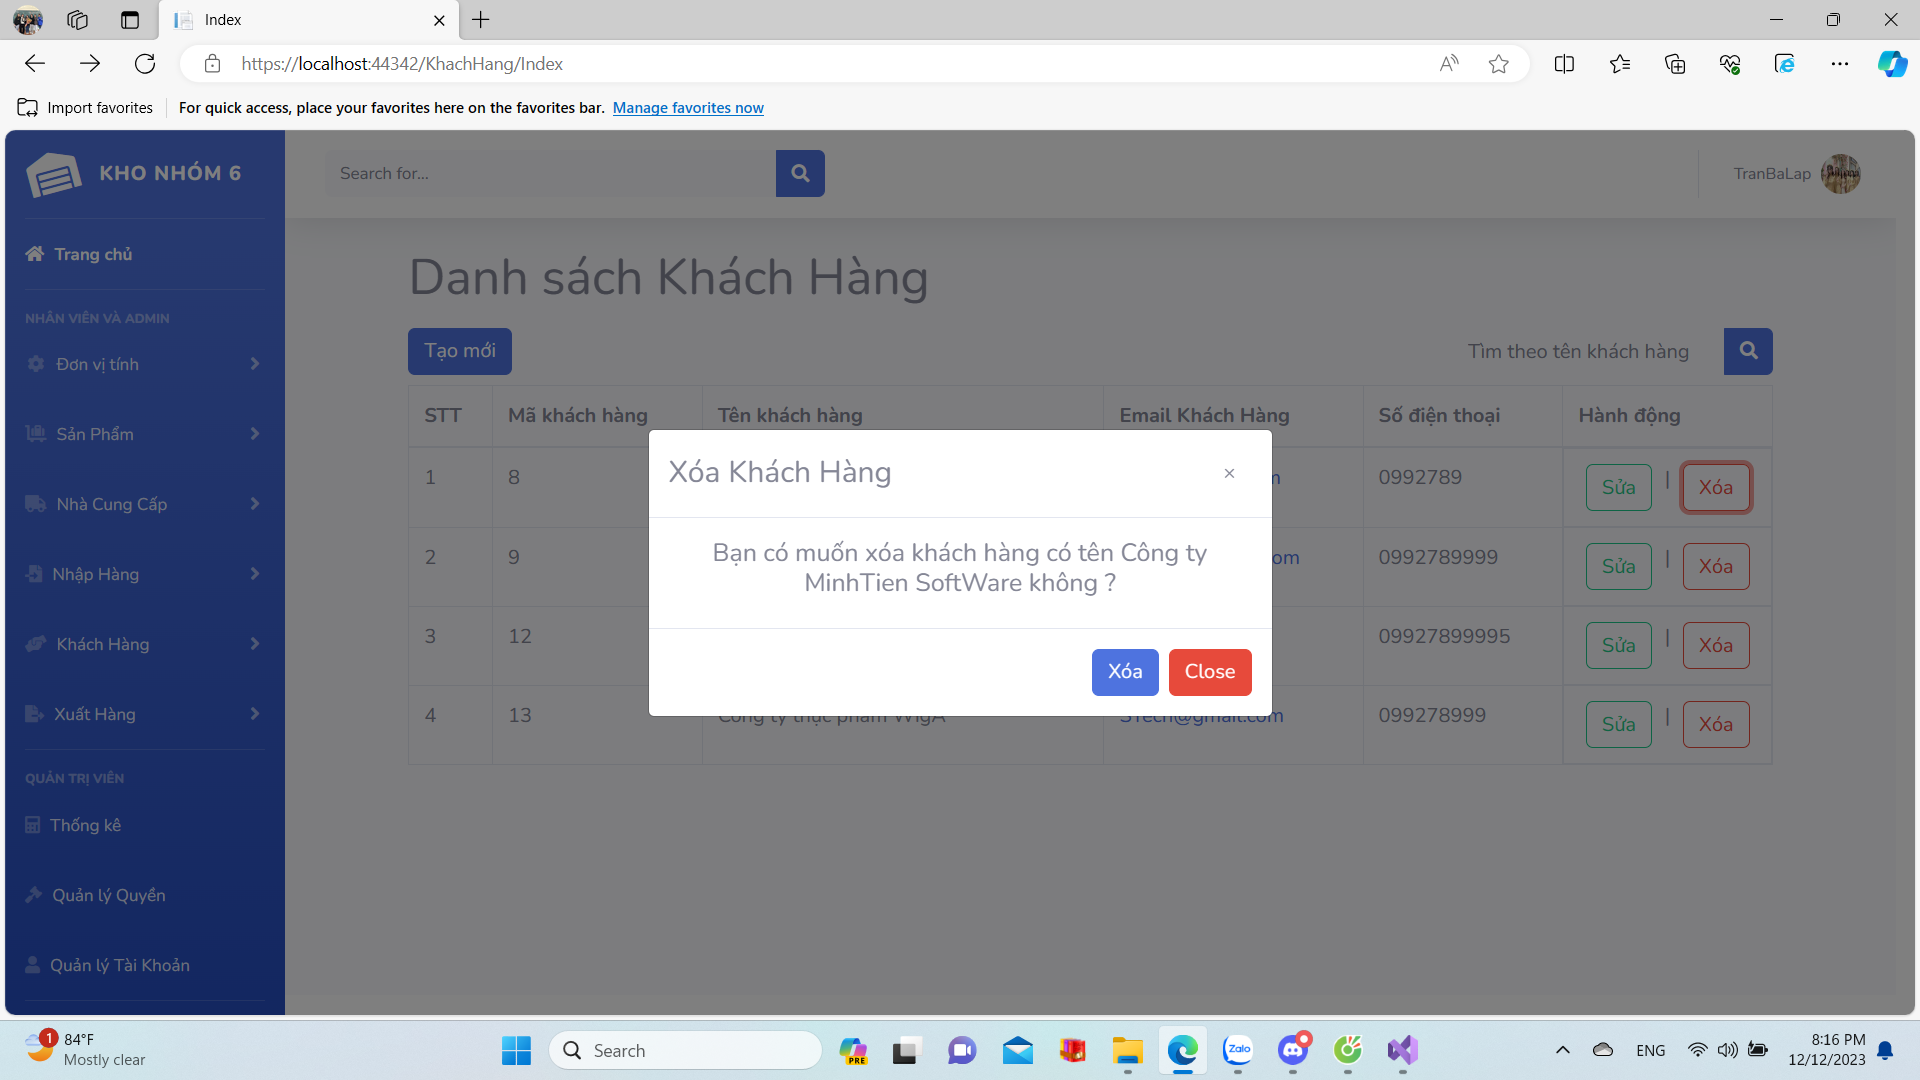 Index
https://localhost:44342/KhachHang/Index
Import favorites
For quick access, place your favorites here on the favorites bar. Manage favorites now
KHO NHÓM 6
Search for...
TranBaLap
Trang chủ
NHÂN VIÊN VÀ ADMIN
Đơn vị tính
Sản Phẩm
Nhà Cung Cấp
Nhập Hàng
Khách Hàng
Xuất Hàng
QUẢN TRỊ VIÊN
Thống kê
Quản lý Quyền
Quản lý Tài Khoản
Danh sách Khách Hàng
Tạo mới
Tìm theo tên khách hàng
STT Mã khách hàng Tên khách hàng Email Khách Hàng Số điện thoại Hành động
1 8 0992789 Sửa | Xóa
2 9 om 0992789999 Sửa | Xóa
3 12 09927899995 Sửa | Xóa
4 13 Công ty thực phẩm WigA STech@gmail.com 099278999 Sửa | Xóa
Xóa Khách Hàng ×
Bạn có muốn xóa khách hàng có tên Công ty
MinhTien SoftWare không ?
Xóa Close
1
84°F
Mostly clear
Search
PRE
Zalo
ENG
8:16 PM
12/12/2023